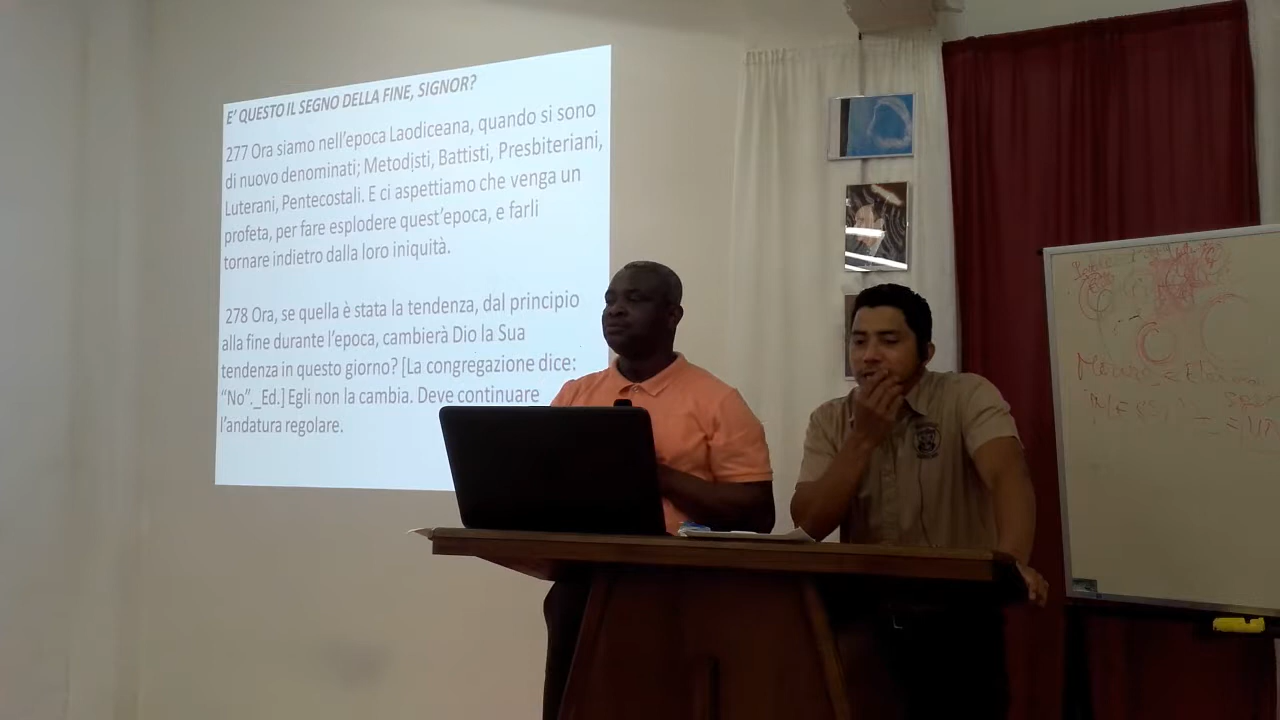 E' QUESTO IL SEGNO DELLA FINE, SIGNOR?
277 Ora siamo nell'epoca Laodiceana, quando si sono
di nuovo denominati; Metodisti, Battisti, Presbiteriani,
Luterani, Pentecostali. E ci aspettiamo che venga un
profeta, per fare esplodere quest'epoca, e farli
tornare indietro dalla loro iniquità.
278 Ora, se quella è stata la tendenza, dal principio
alla fine durante l'epoca, cambierà Dio la Sua
tendenza in questo giorno? [La congregazione dice:
"No"._Ed.] Egli non la cambia. Deve continuare
l'andatura regolare.